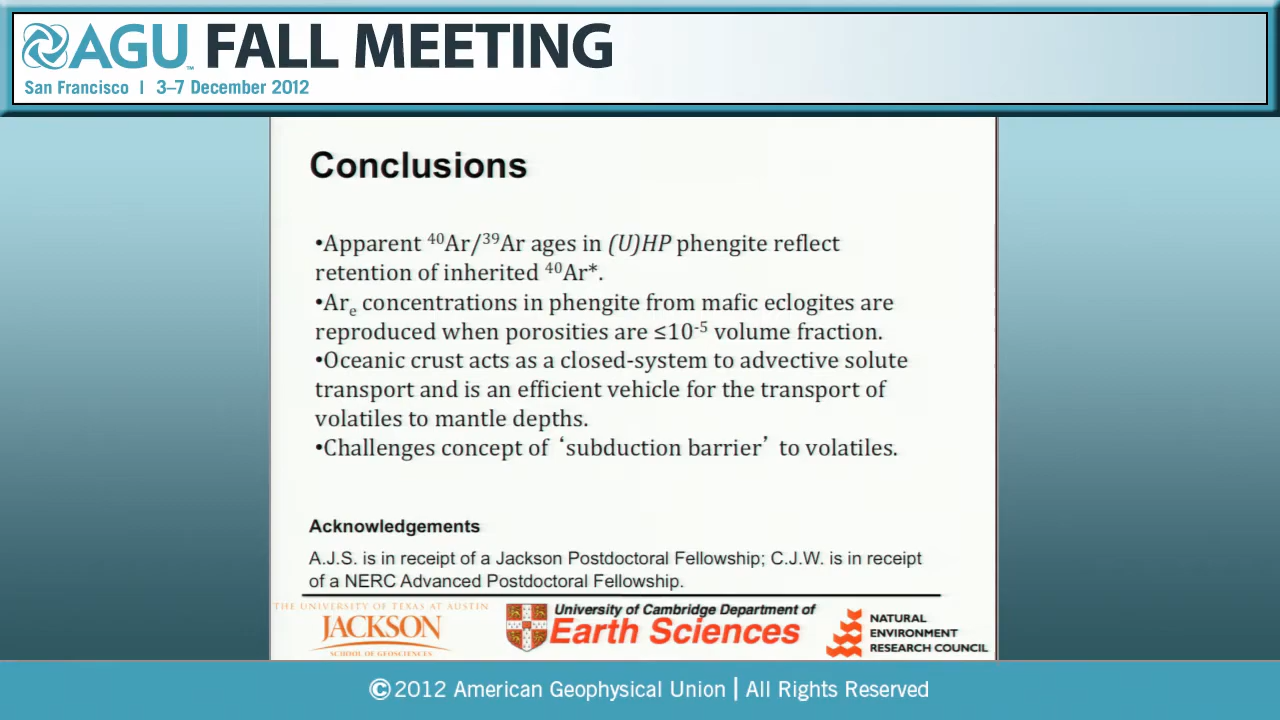 AGU™ FALL MEETING
San Francisco | 3–7 December 2012
Conclusions
•Apparent ⁴⁰Ar/³⁹Ar ages in (U)HP phengite reflect
retention of inherited ⁴⁰Ar*.
•Arₑ concentrations in phengite from mafic eclogites are
reproduced when porosities are ≤10⁻⁵ volume fraction.
•Oceanic crust acts as a closed-system to advective solute
transport and is an efficient vehicle for the transport of
volatiles to mantle depths.
•Challenges concept of ‘subduction barrier’ to volatiles.
Acknowledgements
A.J.S. is in receipt of a Jackson Postdoctoral Fellowship; C.J.W. is in receipt
of a NERC Advanced Postdoctoral Fellowship.
THE UNIVERSITY OF TEXAS AT AUSTIN
JACKSON
SCHOOL OF GEOSCIENCES
University of Cambridge Department of
Earth Sciences
NATURAL
ENVIRONMENT
RESEARCH COUNCIL
©2012 American Geophysical Union | All Rights Reserved